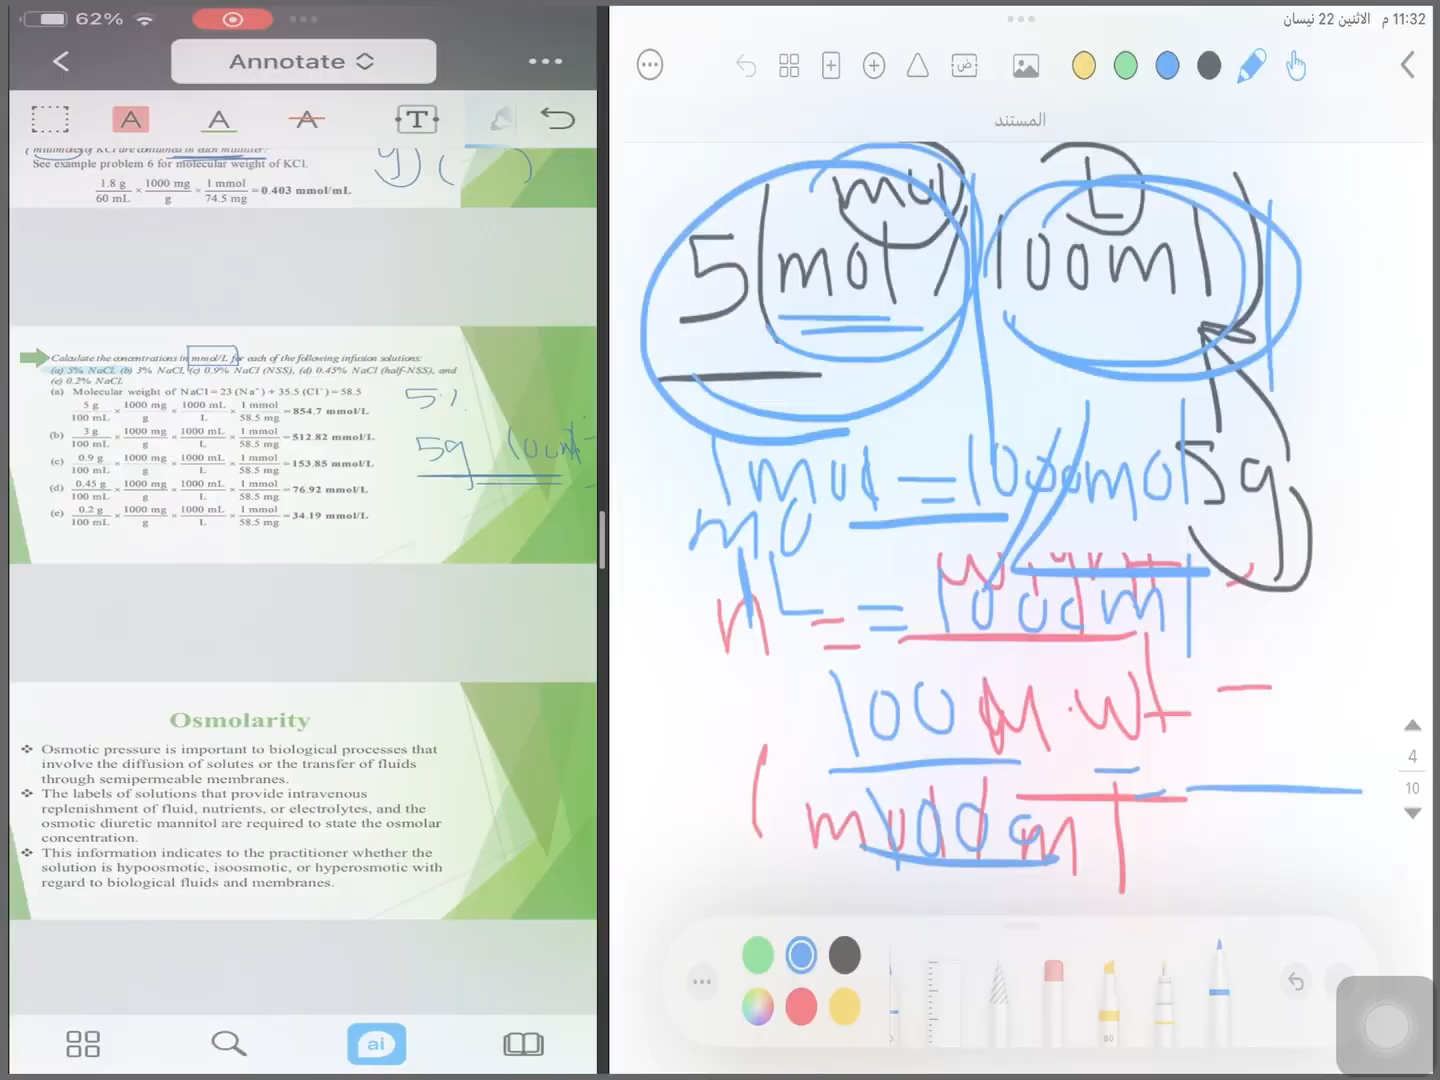 62%
11:32 م الاثنين 22 نيسان
Annotate
المستند
A A A T
ض
millimoles of KCl are contained in each milliliter?
See example problem 6 for molecular weight of KCl.
1.8 g / 60 mL × 1000 mg / g × 1 mmol / 74.5 mg = 0.403 mmol/mL
Calculate the concentrations in mmol/L for each of the following infusion solutions:
(a) 5% NaCl, (b) 3% NaCl, (c) 0.9% NaCl (NSS), (d) 0.45% NaCl (half-NSS), and
(e) 0.2% NaCl.
(a) Molecular weight of NaCl = 23 (Na+) + 35.5 (Cl−) = 58.5
5 g / 100 mL × 1000 mg / g × 1000 mL / L × 1 mmol / 58.5 mg = 854.7 mmol/L
(b) 3 g / 100 mL × 1000 mg / g × 1000 mL / L × 1 mmol / 58.5 mg = 512.82 mmol/L
(c) 0.9 g / 100 mL × 1000 mg / g × 1000 mL / L × 1 mmol / 58.5 mg = 153.85 mmol/L
(d) 0.45 g / 100 mL × 1000 mg / g × 1000 mL / L × 1 mmol / 58.5 mg = 76.92 mmol/L
(e) 0.2 g / 100 mL × 1000 mg / g × 1000 mL / L × 1 mmol / 58.5 mg = 34.19 mmol/L
5%
5g 100ml
Osmolarity
❖ Osmotic pressure is important to biological processes that
involve the diffusion of solutes or the transfer of fluids
through semipermeable membranes.
❖ The labels of solutions that provide intravenous
replenishment of fluid, nutrients, or electrolytes, and the
osmotic diuretic mannitol are required to state the osmolar
concentration.
❖ This information indicates to the practitioner whether the
solution is hypoosmotic, isoosmotic, or hyperosmotic with
regard to biological fluids and membranes.
ai
L
5 mol / 100ml
5g
= 1000mol
= 1000ml
100
M.wt
4
10
80